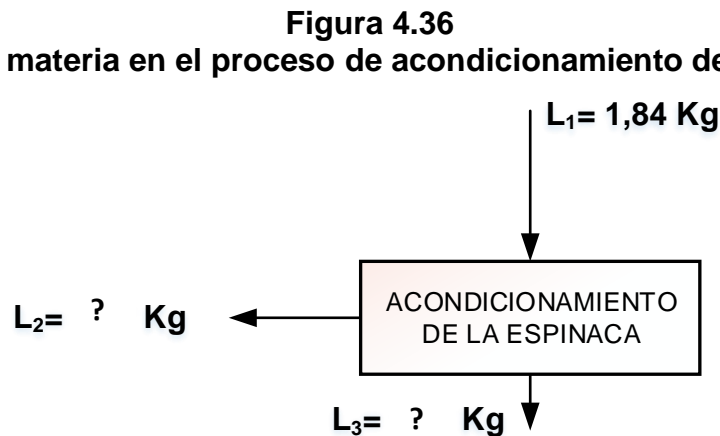 Figura 4.36
materia en el proceso de acondicionamiento de
L₁= 1,84 Kg
ACONDICIONAMIENTO
DE LA ESPINACA
L₂= ? Kg
L₃= ? Kg